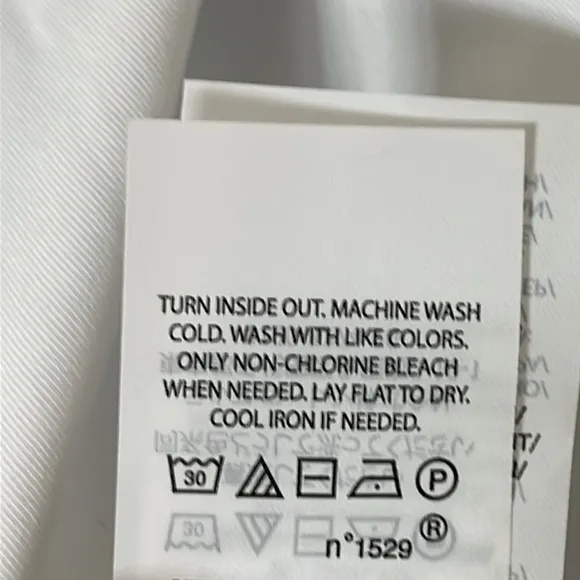 TURN INSIDE OUT. MACHINE WASH
COLD. WASH WITH LIKE COLORS.
ONLY NON-CHLORINE BLEACH
WHEN NEEDED. LAY FLAT TO DRY.
COOL IRON IF NEEDED.
30 P
n°1529®